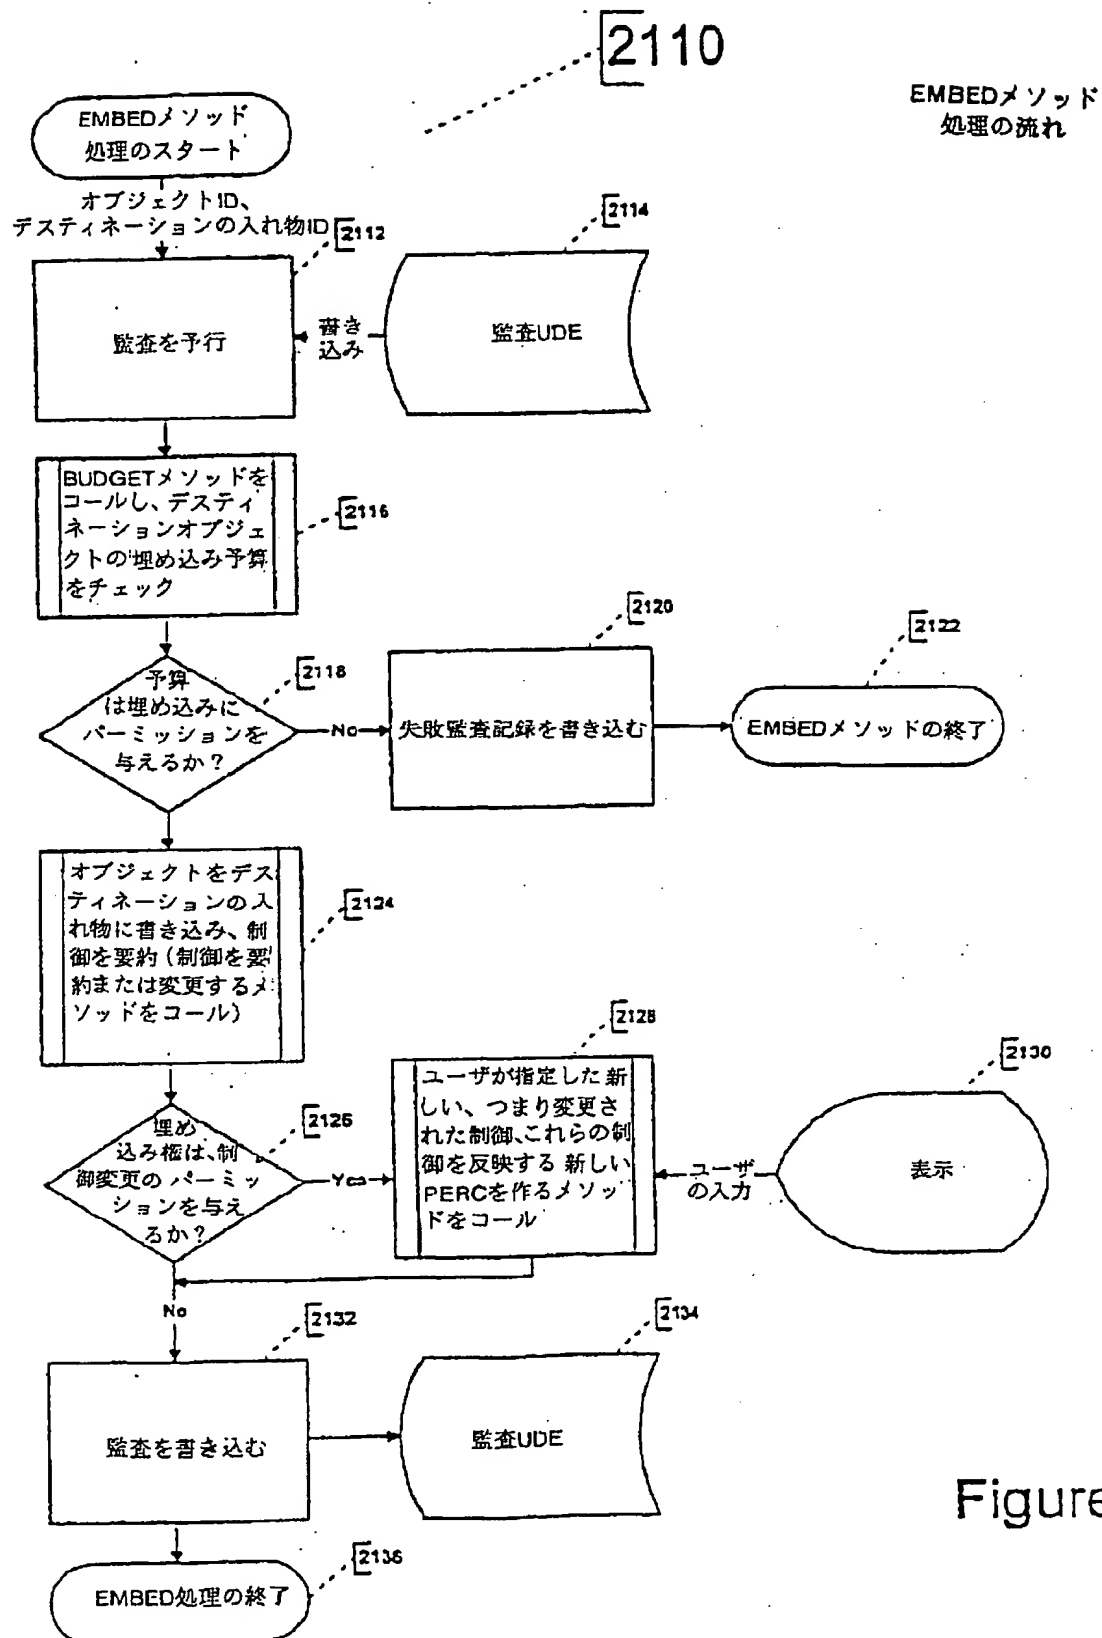 2110
EMBEDメソッド
処理の流れ
EMBEDメソッド
処理のスタート
オブジェクトID、
デスティネーションの入れ物ID
2112
2114
監査を予行
書き
込み
監査UDE
BUDGETメソッドを
コールし、デスティ
ネーションオブジェ
クトの埋め込み予算
をチェック
2116
2118
予算
は埋め込みに
パーミッションを
与えるか?
No
2120
失敗監査記録を書き込む
2122
EMBEDメソッドの終了
オブジェクトをデス
ティネーションの入
れ物に書き込み、制
御を要約(制御を要
約または変更するメ
ソッドをコール)
2124
2126
埋め
込み権は、制
御変更の パーミッ
ションを与え
るか?
Yes
2128
ユーザが指定した 新
しい、つまり変更さ
れた制御、これらの制
御を反映する 新しい
PERCを作るメソッ
ドをコール
ユーザ
の入力
2130
表示
No
2132
監査を書き込む
2134
監査UDE
2136
EMBED処理の終了
Figure